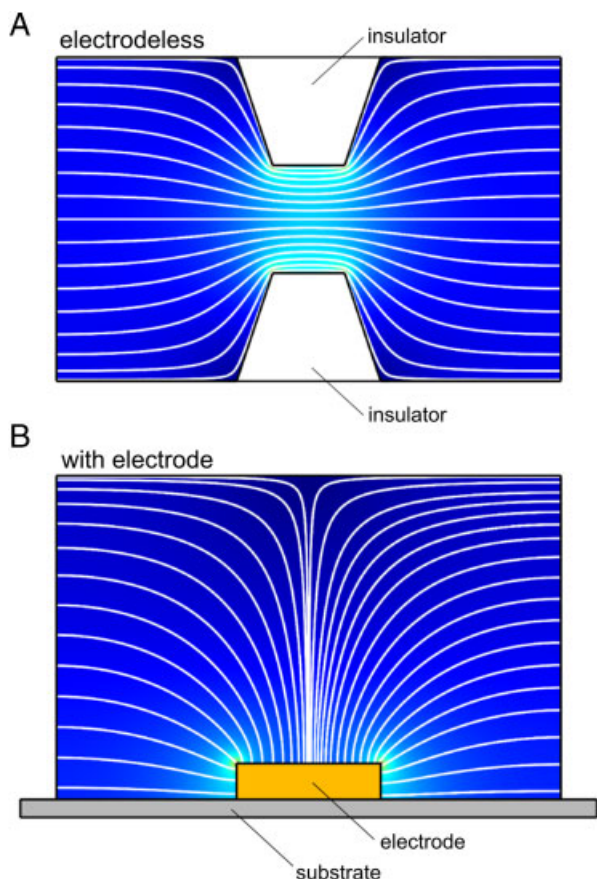 A
electrodeless
insulator
insulator
B
with electrode
electrode
substrate